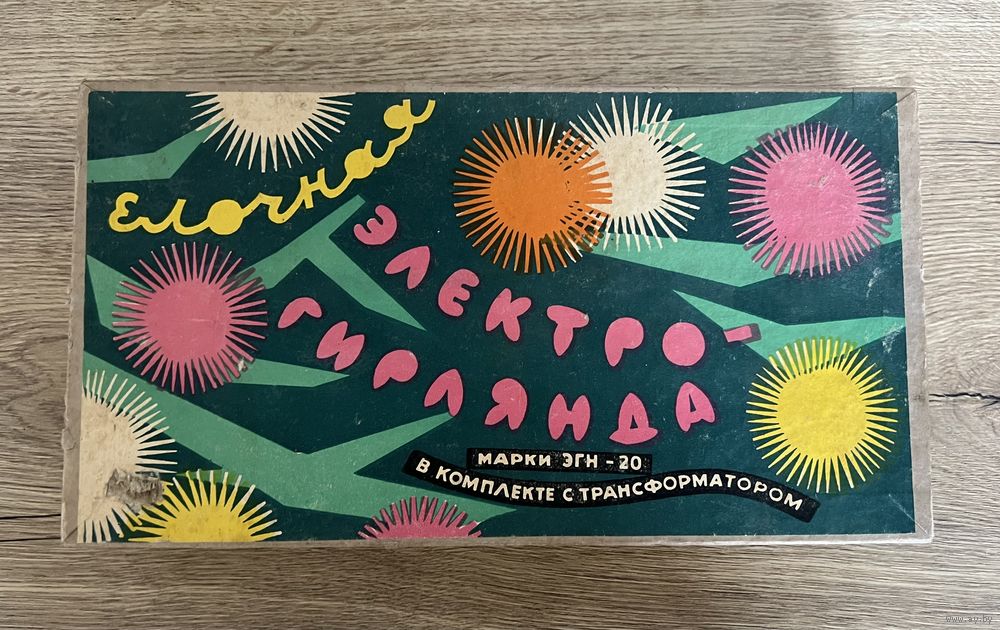 Елочная
ЭЛЕКТРО-
ГИРЛЯНДА
МАРКИ ЭГН-20
В КОМПЛЕКТЕ С ТРАНСФОРМАТОРОМ